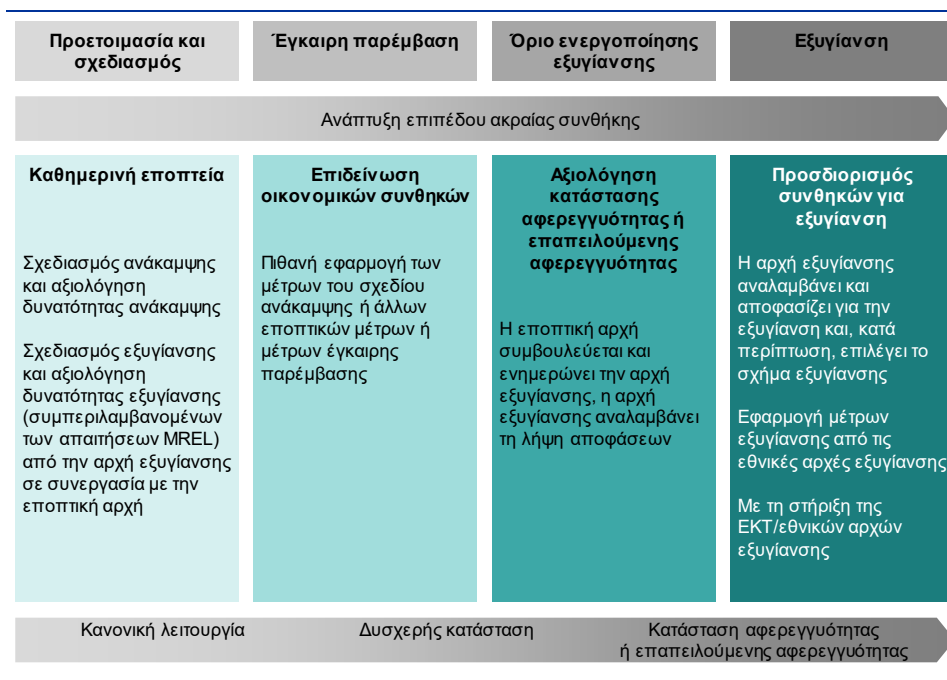 Προετοιμασία και
σχεδιασμός
Έγκαιρη παρέμβαση
Όριο ενεργοποίησης
εξυγίανσης
Εξυγίανση
Ανάπτυξη επιπέδου ακραίας συνθήκης
Καθημερινή εποπτεία
Σχεδιασμός ανάκαμψης
και αξιολόγηση
δυνατότητας ανάκαμψης
Σχεδιασμός εξυγίανσης
και αξιολόγηση
δυνατότητας εξυγίανσης
(συμπεριλαμβανομένων
των απαιτήσεων MREL)
από την αρχή εξυγίανσης
σε συνεργασία με την
εποπτική αρχή
Επιδείνωση
οικονομικών συνθηκών
Πιθανή εφαρμογή των
μέτρων του σχεδίου
ανάκαμψης ή άλλων
εποπτικών μέτρων ή
μέτρων έγκαιρης
παρέμβασης
Αξιολόγηση
κατάστασης
αφερεγγυότητας ή
επαπειλούμενης
αφερεγγυότητας
Η εποπτική αρχή
συμβουλεύεται και
ενημερώνει την αρχή
εξυγίανσης, η αρχή
εξυγίανσης αναλαμβάνει
τη λήψη αποφάσεων
Προσδιορισμός
συνθηκών για
εξυγίανση
Η αρχή εξυγίανσης
αναλαμβάνει και
αποφασίζει για την
εξυγίανση και, κατά
περίπτωση, επιλέγει το
σχήμα εξυγίανσης
Εφαρμογή μέτρων
εξυγίανσης από τις
εθνικές αρχές εξυγίανσης
Με τη στήριξη της
ΕΚΤ/εθνικών αρχών
εξυγίανσης
Κανονική λειτουργία
Δυσχερής κατάσταση
Κατάσταση αφερεγγυότητας
ή επαπειλούμενης αφερεγγυότητας